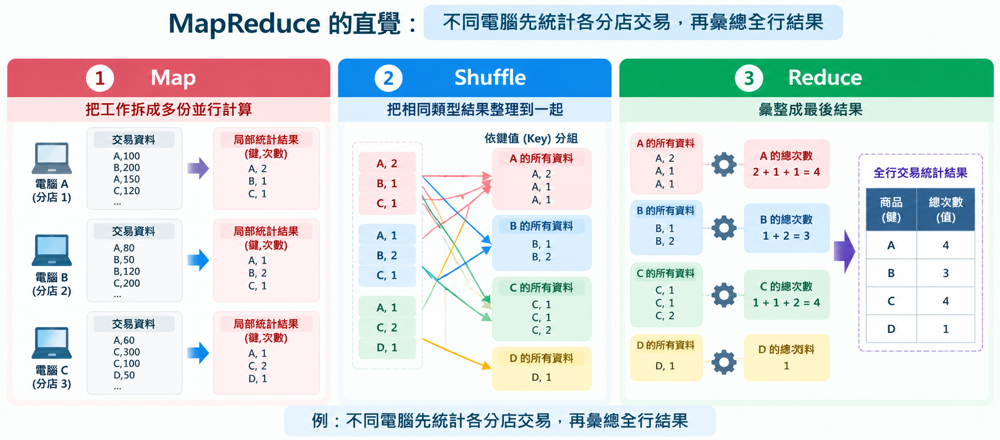 MapReduce 的直覺：
不同電腦先統計各分店交易，再彙總全行結果
1 Map
把工作拆成多份並行計算
電腦 A
(分店 1)
交易資料
A,100
B,200
A,150
C,120
...
局部統計結果
(鍵,次數)
A, 2
B, 1
C, 1
電腦 B
(分店 2)
交易資料
A,80
B,50
B,120
C,200
...
局部統計結果
(鍵,次數)
A, 1
B, 2
C, 1
電腦 C
(分店 3)
交易資料
A,60
C,300
C,100
D,50
...
局部統計結果
(鍵,次數)
A, 1
C, 2
D, 1
2 Shuffle
把相同類型結果整理到一起
A, 2
B, 1
C, 1
A, 1
B, 2
C, 1
A, 1
C, 2
D, 1
依鍵值 (Key) 分組
A 的所有資料
A, 2
A, 1
A, 1
B 的所有資料
B, 1
B, 2
C 的所有資料
C, 1
C, 1
C, 2
D 的所有資料
D, 1
3 Reduce
彙整成最後結果
A 的所有資料
A, 2
A, 1
A, 1
A 的總次數
2 + 1 + 1 = 4
B 的所有資料
B, 1
B, 2
B 的總次數
1 + 2 = 3
C 的所有資料
C, 1
C, 1
C, 2
C 的總次數
1 + 1 + 2 = 4
D 的所有資料
D, 1
D 的總
1
全行交易統計結果
商品
(鍵)
總次數
(值)
A 4
B 3
C 4
D 1
例：不同電腦先統計各分店交易，再彙總全行結果